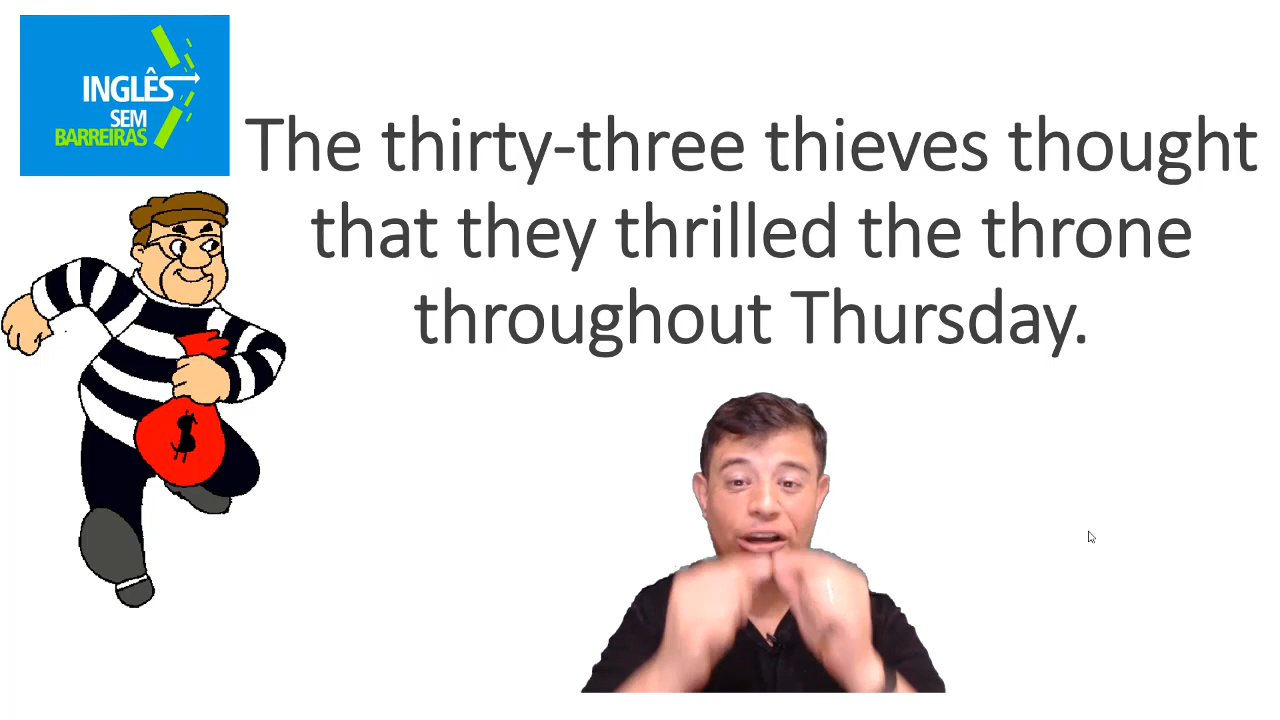 INGLÊS
SEM
BARREIRAS
The thirty-three thieves thought
that they thrilled the throne
throughout Thursday.
$